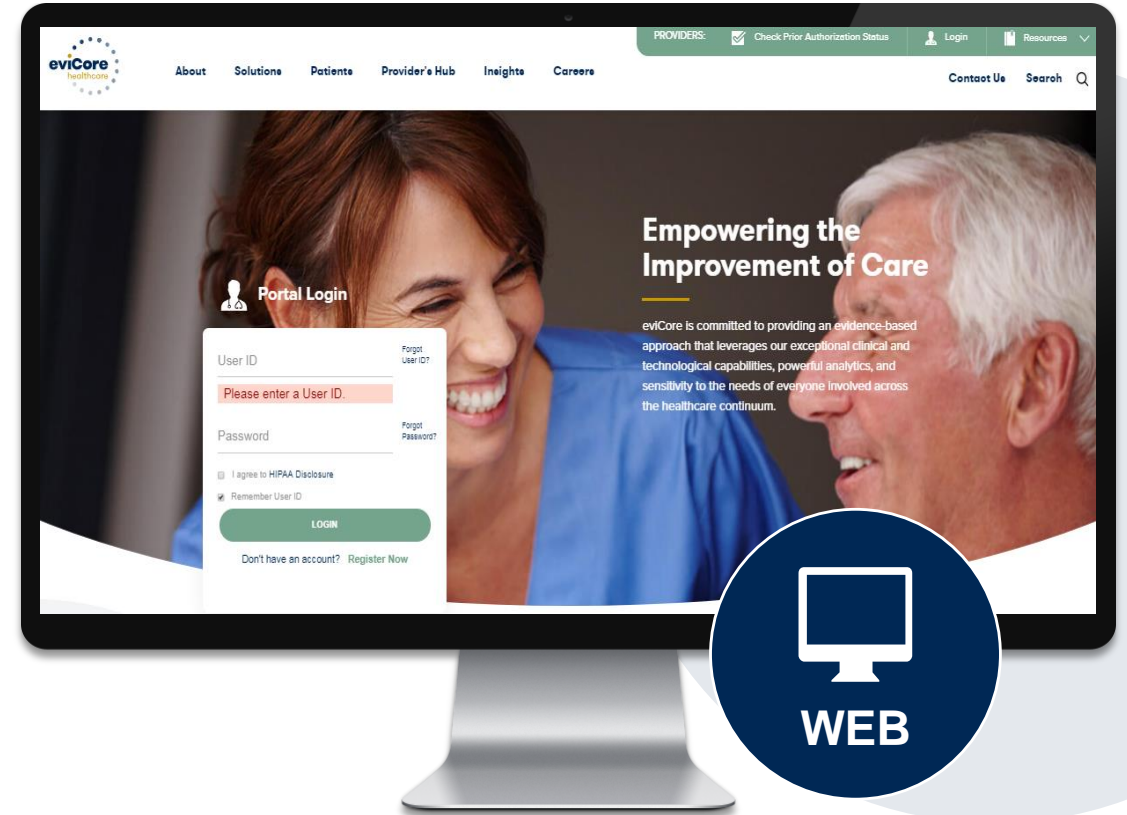 PROVIDERS: Check Prior Authorization Status Login Resources
eviCore
healthcare
About Solutions Patients Provider's Hub Insights Careers
Contact Us Search
Empowering the
Improvement of Care
eviCore is committed to providing an evidence-based
approach that leverages our exceptional clinical and
technological capabilities, powerful analytics, and
sensitivity to the needs of everyone involved across
the healthcare continuum.
Portal Login
User ID
Forgot
User ID?
Please enter a User ID.
Password
Forgot
Password?
I agree to HIPAA Disclosure
Remember User ID
LOGIN
Don't have an account? Register Now
WEB